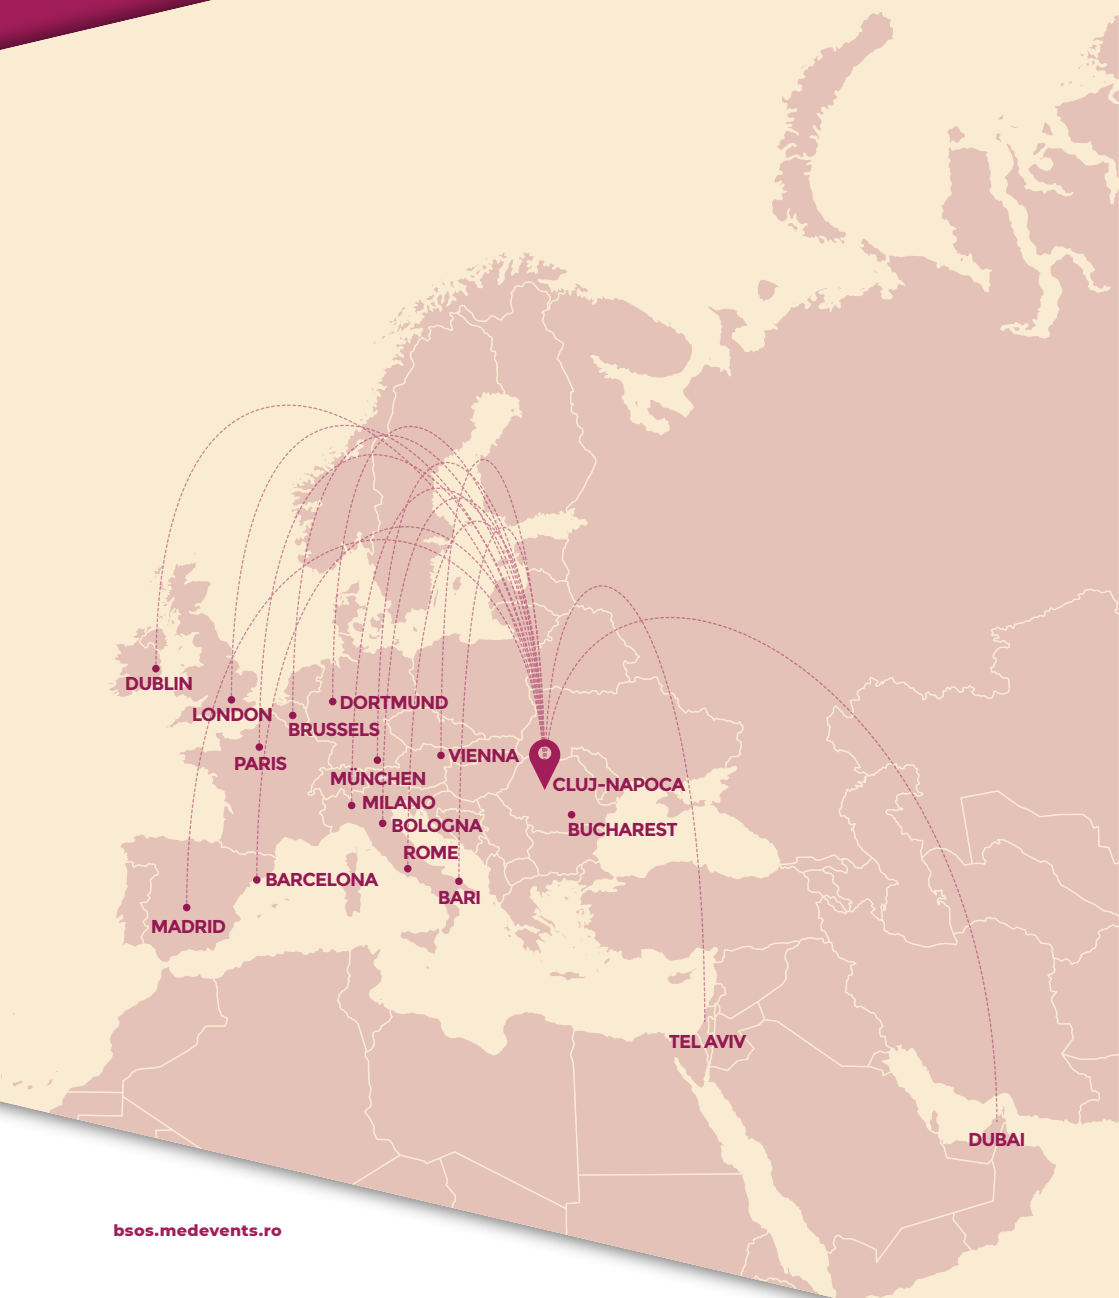 DUBLIN
DORTMUND
LONDON
BRUSSELS
VIENNA
PARIS
MÜNCHEN
CLUJ-NAPOCA
MILANO
BOLOGNA
BUCHAREST
ROME
BARCELONA
BARI
MADRID
TEL AVIV
DUBAI
bsos.medevents.ro